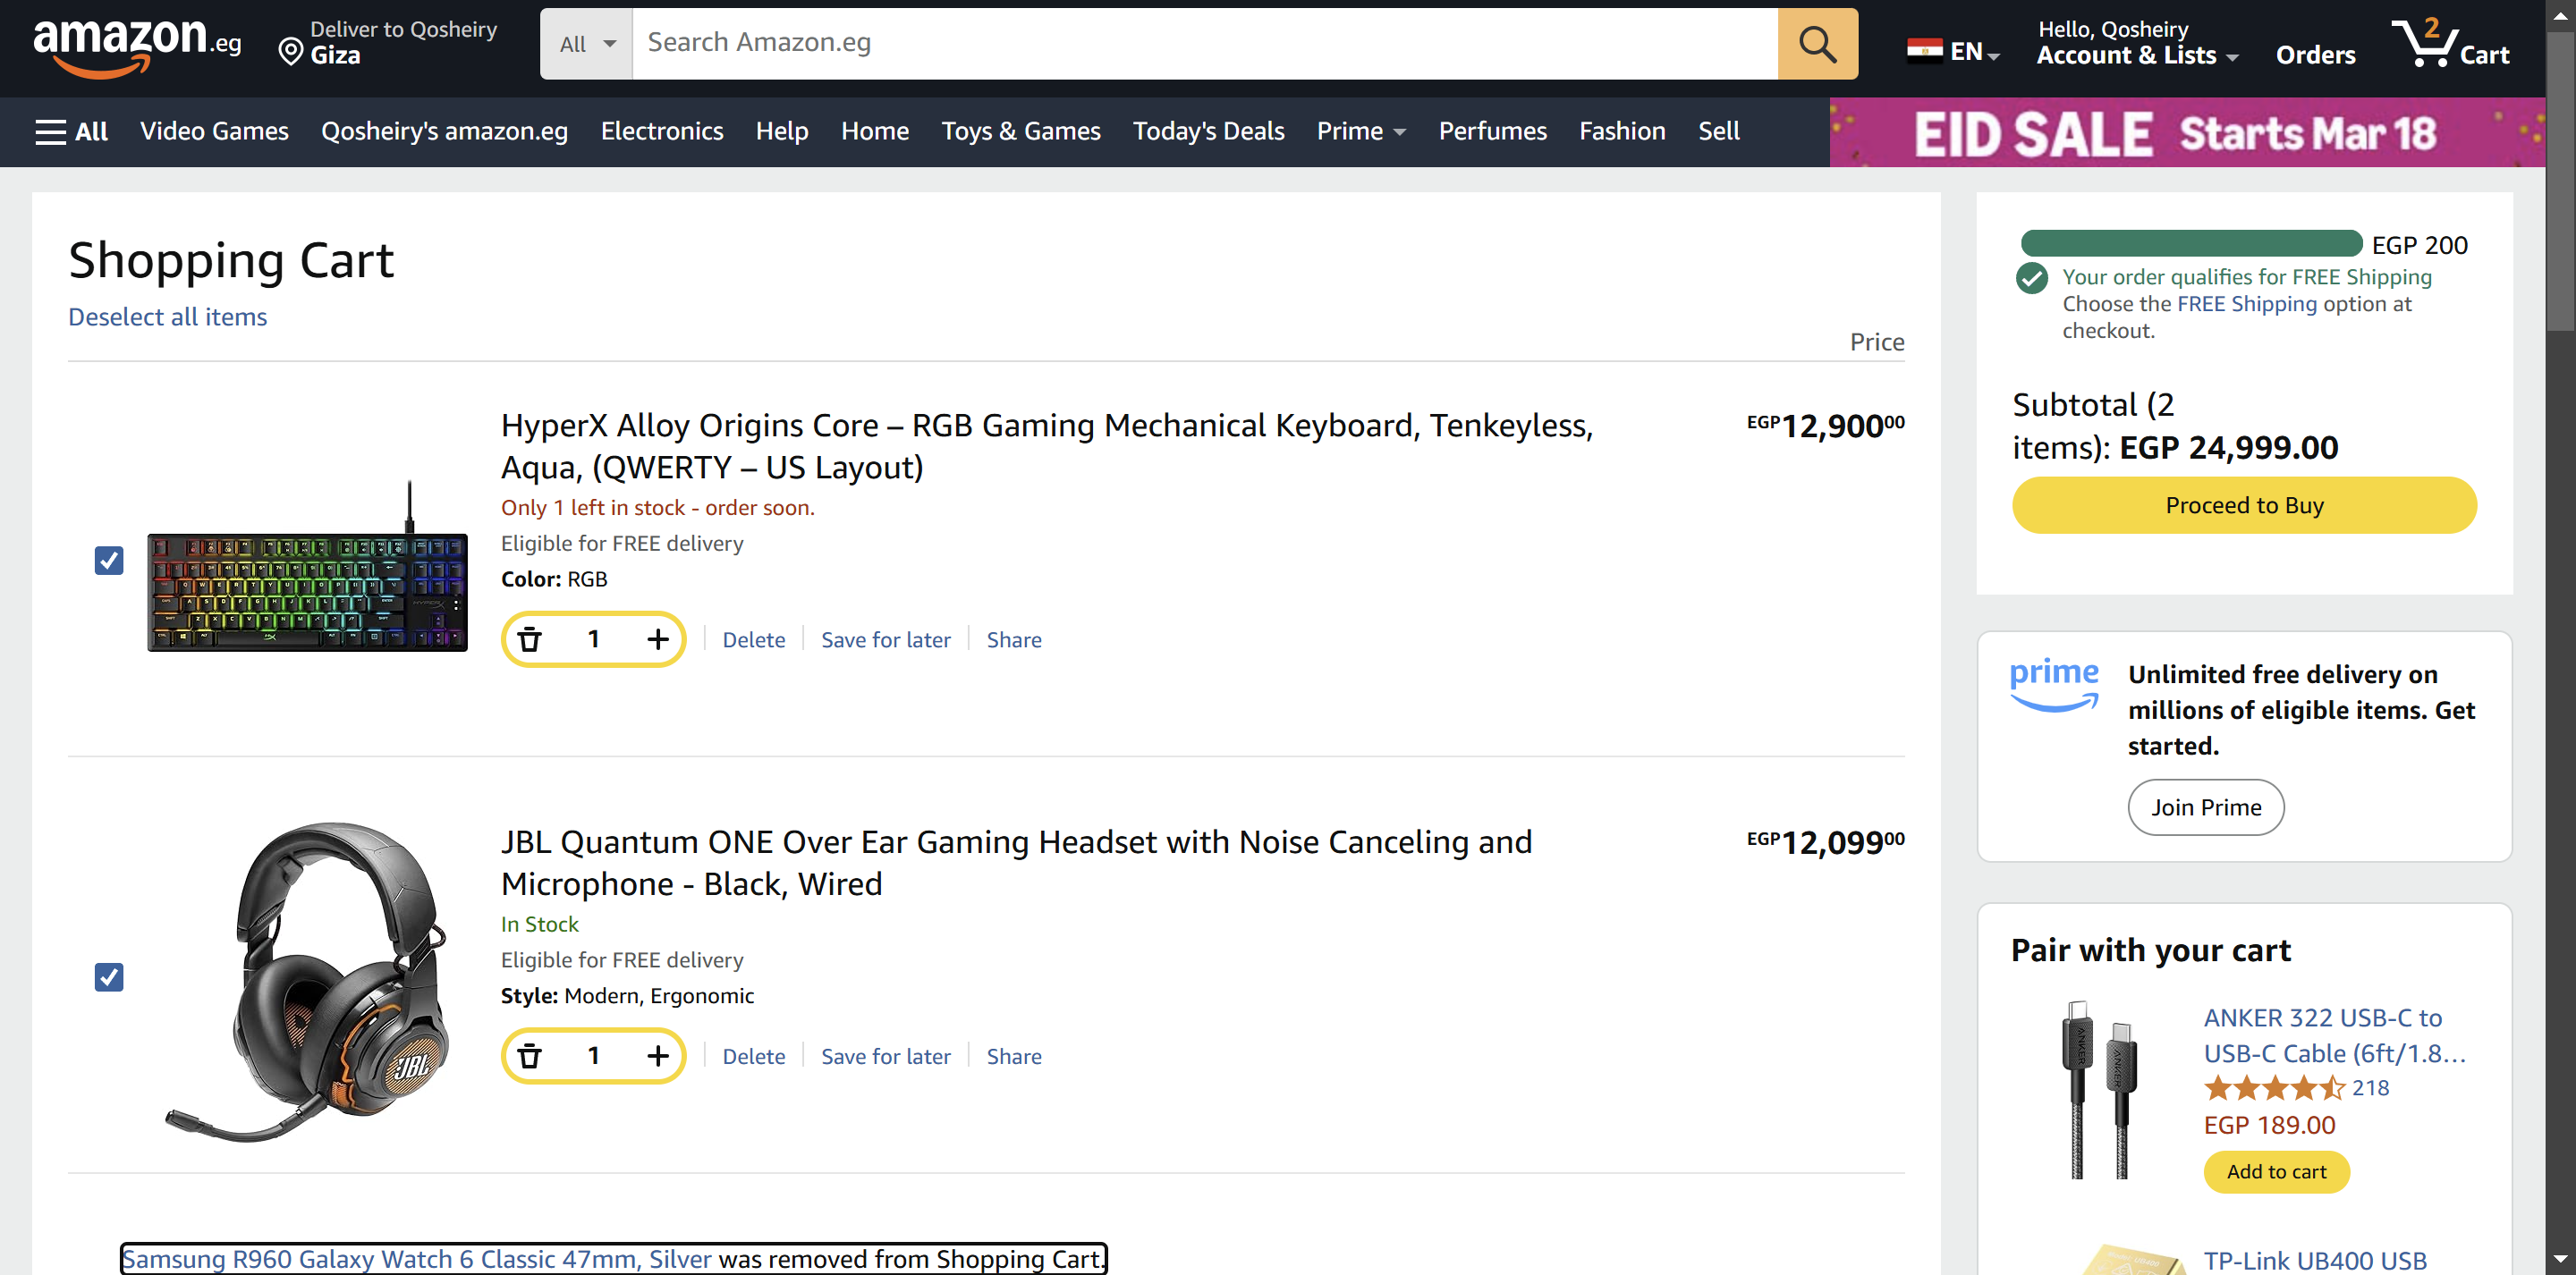 amazon.eg
Deliver to Qosheiry
Giza
All
Search Amazon.eg
EN
Hello, Qosheiry
Account & Lists
Orders
2
Cart
All
Video Games
Qosheiry's amazon.eg
Electronics
Help
Home
Toys & Games
Today's Deals
Prime
Perfumes
Fashion
Sell
EID SALE Starts Mar 18
Shopping Cart
Deselect all items
Price
HyperX Alloy Origins Core – RGB Gaming Mechanical Keyboard, Tenkeyless,
Aqua, (QWERTY – US Layout)
EGP12,90000
Only 1 left in stock - order soon.
Eligible for FREE delivery
Color: RGB
1
Delete
Save for later
Share
JBL Quantum ONE Over Ear Gaming Headset with Noise Canceling and
Microphone - Black, Wired
EGP12,09900
In Stock
Eligible for FREE delivery
Style: Modern, Ergonomic
JBL
1
Delete
Save for later
Share
Samsung R960 Galaxy Watch 6 Classic 47mm, Silver was removed from Shopping Cart.
EGP 200
Your order qualifies for FREE Shipping
Choose the FREE Shipping option at
checkout.
Subtotal (2
items): EGP 24,999.00
Proceed to Buy
prime
Unlimited free delivery on
millions of eligible items. Get
started.
Join Prime
Pair with your cart
ANKER
ANKER
ANKER 322 USB-C to
USB-C Cable (6ft/1.8…
218
EGP 189.00
Add to cart
TP-Link UB400 USB